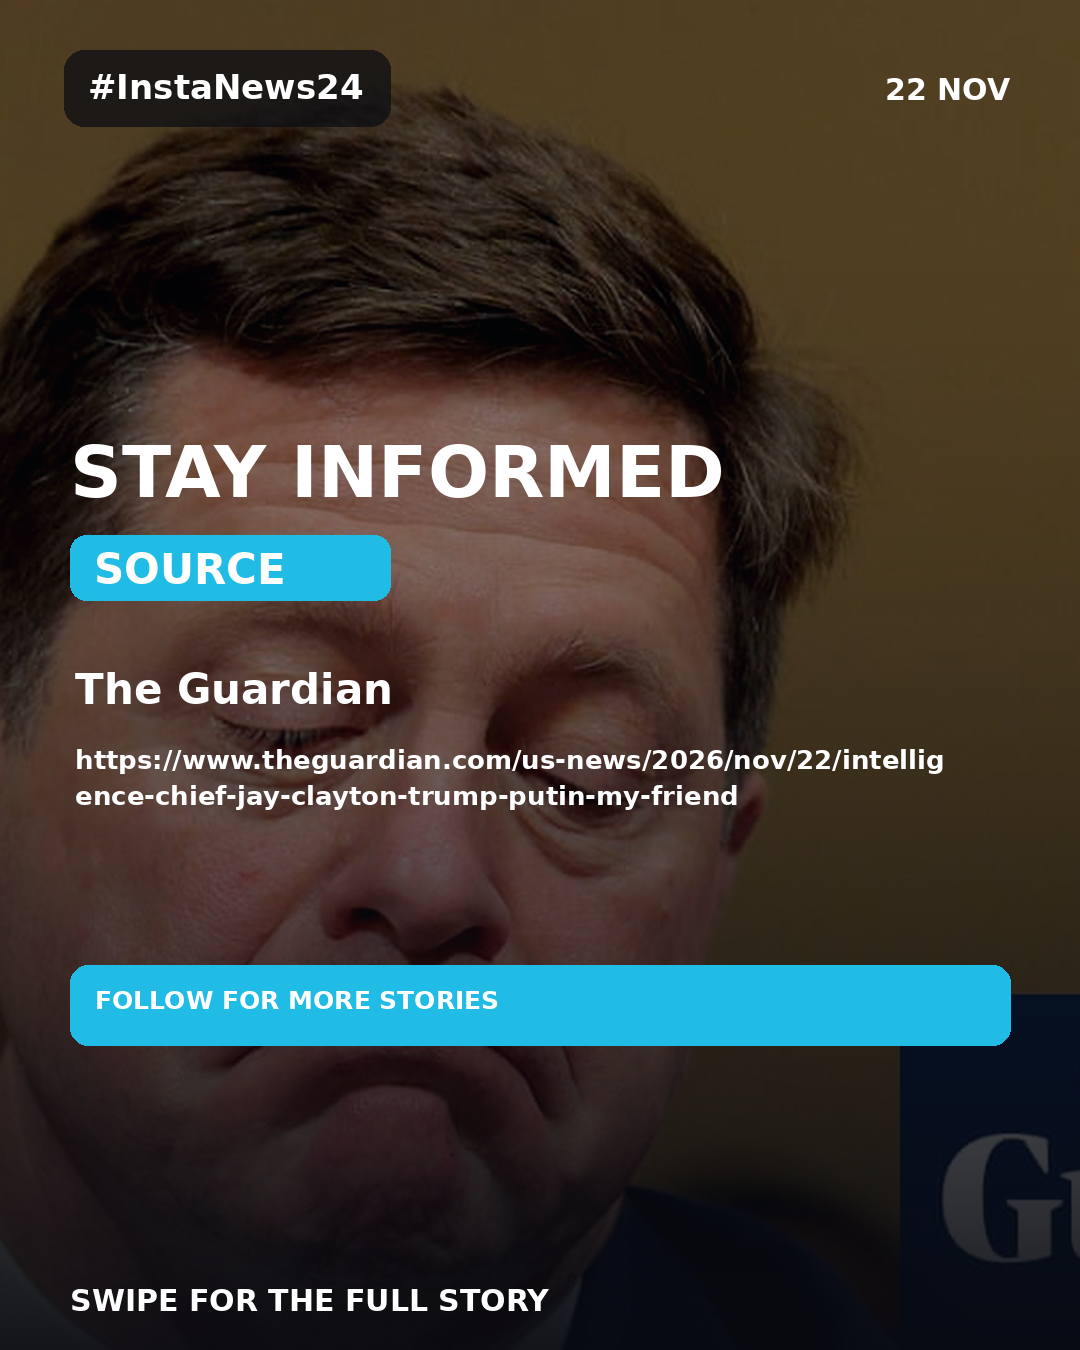 #InstaNews24
22 NOV
STAY INFORMED
SOURCE
The Guardian
https://www.theguardian.com/us-news/2026/nov/22/intellig
ence-chief-jay-clayton-trump-putin-my-friend
FOLLOW FOR MORE STORIES
SWIPE FOR THE FULL STORY